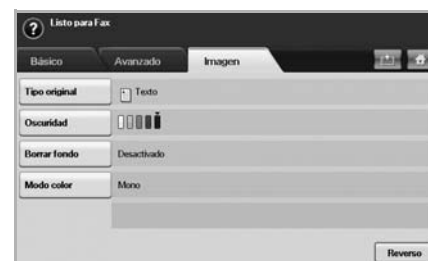 Listo para Fax
Básico Avanzado Imagen
Tipo original Texto
Oscuridad
Borrar fondo Desactivado
Modo color Mono
Reverso